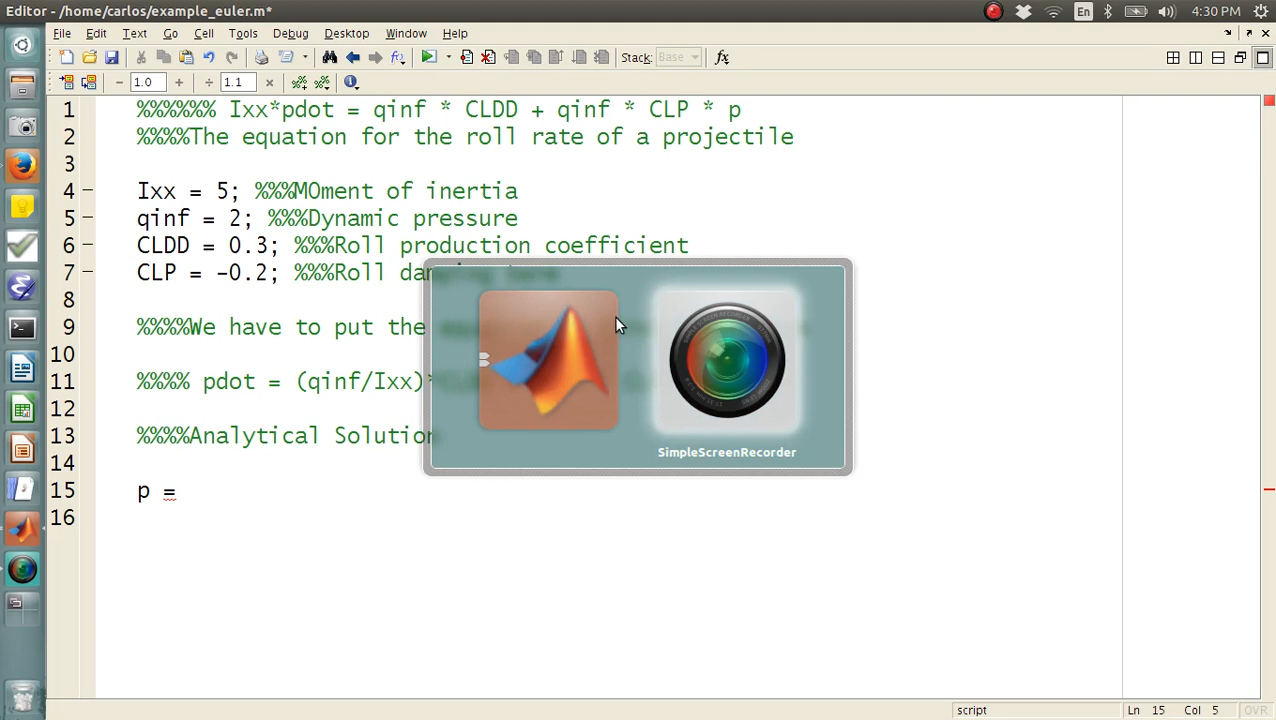 Editor - /home/carlos/example_euler.m*
En
4:30 PM
File Edit Text Go Cell Tools Debug Desktop Window Help
Stack: Base
fx
− 1.0 + ÷ 1.1 ×
1 %%%%%% Ixx*pdot = qinf * CLDD + qinf * CLP * p
2 %%%%The equation for the roll rate of a projectile
3
4 Ixx = 5; %%%MOment of inertia
5 qinf = 2; %%%Dynamic pressure
6 CLDD = 0.3; %%%Roll production coefficient
7 CLP = -0.2; %%%Roll damping term
8
9 %%%%We have to put the
10
11 %%%% pdot = (qinf/Ixx)*
12
13 %%%%Analytical Solution
14
15 p =
16
SimpleScreenRecorder
script
Ln 15 Col 5
OVR